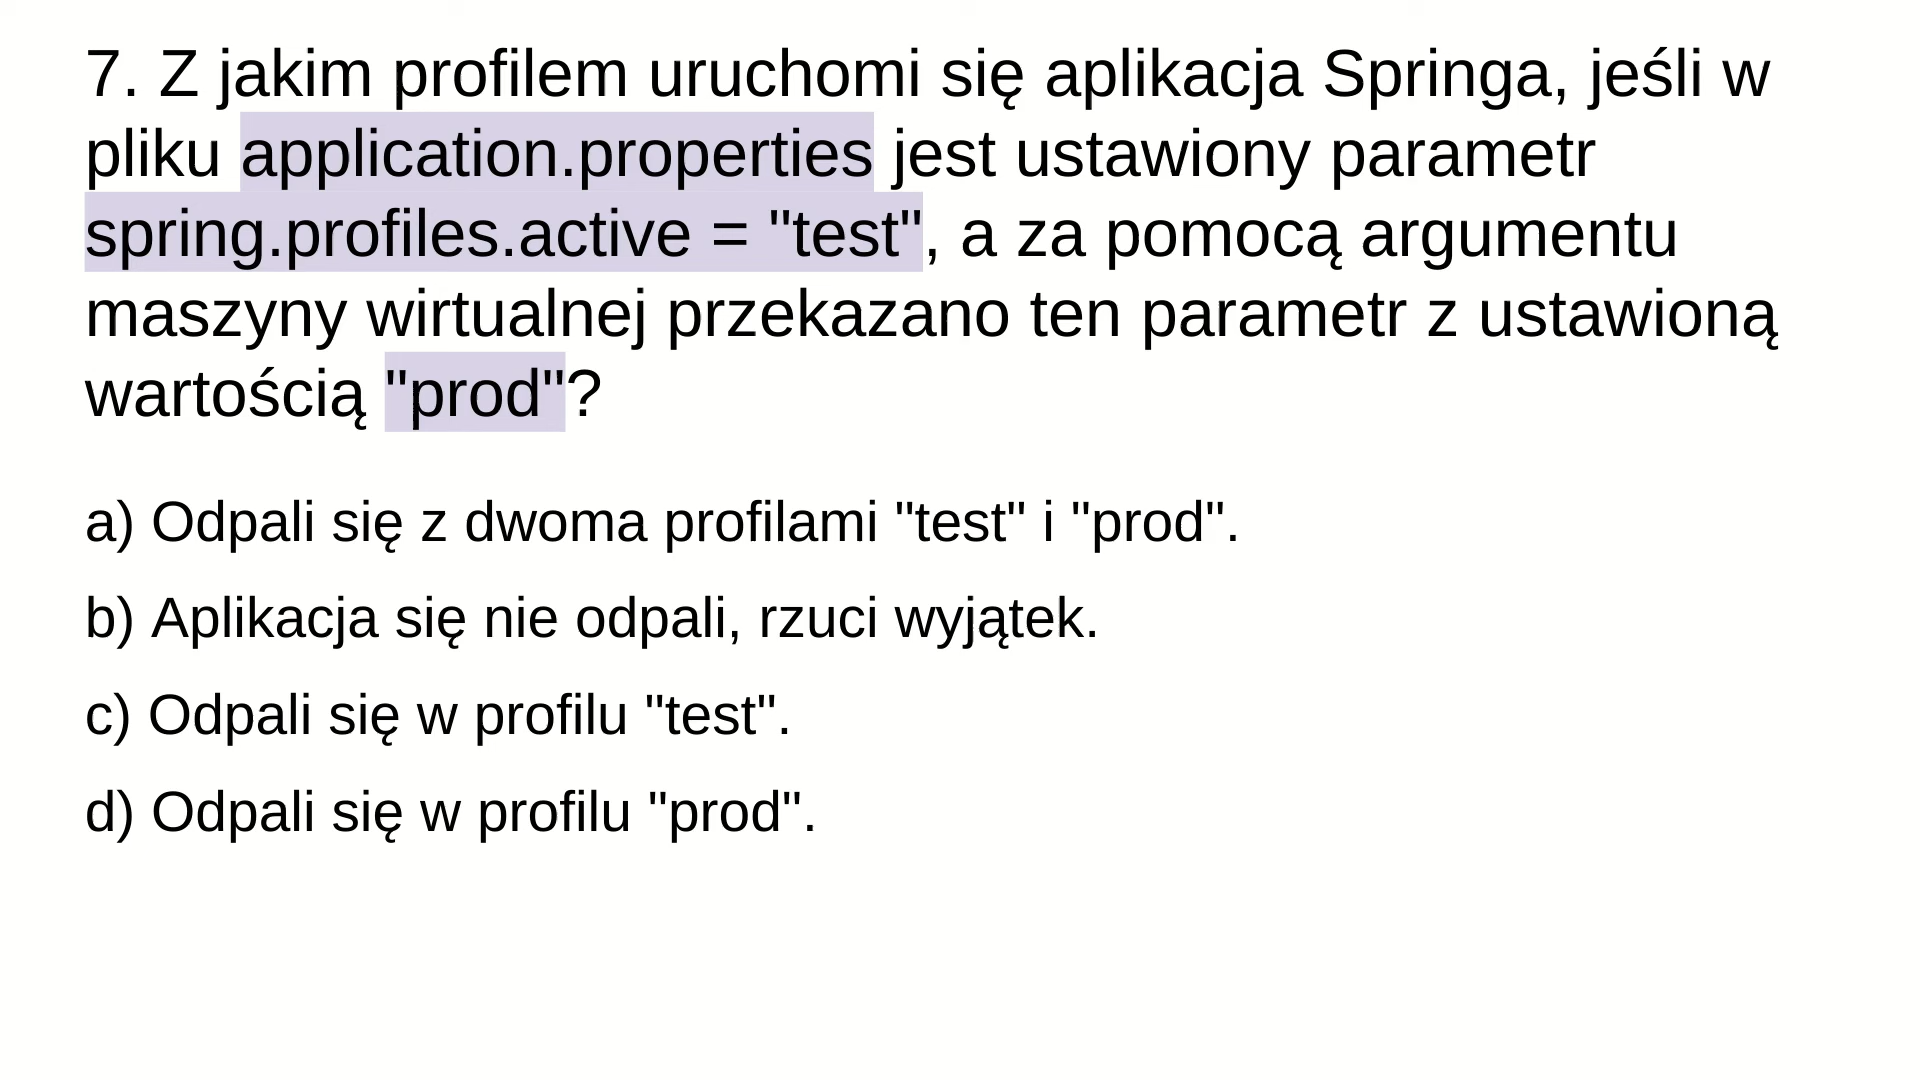 7. Z jakim profilem uruchomi się aplikacja Springa, jeśli w
pliku application.properties jest ustawiony parametr
spring.profiles.active = "test", a za pomocą argumentu
maszyny wirtualnej przekazano ten parametr z ustawioną
wartością "prod"?
a) Odpali się z dwoma profilami "test" i "prod".
b) Aplikacja się nie odpali, rzuci wyjątek.
c) Odpali się w profilu "test".
d) Odpali się w profilu "prod".